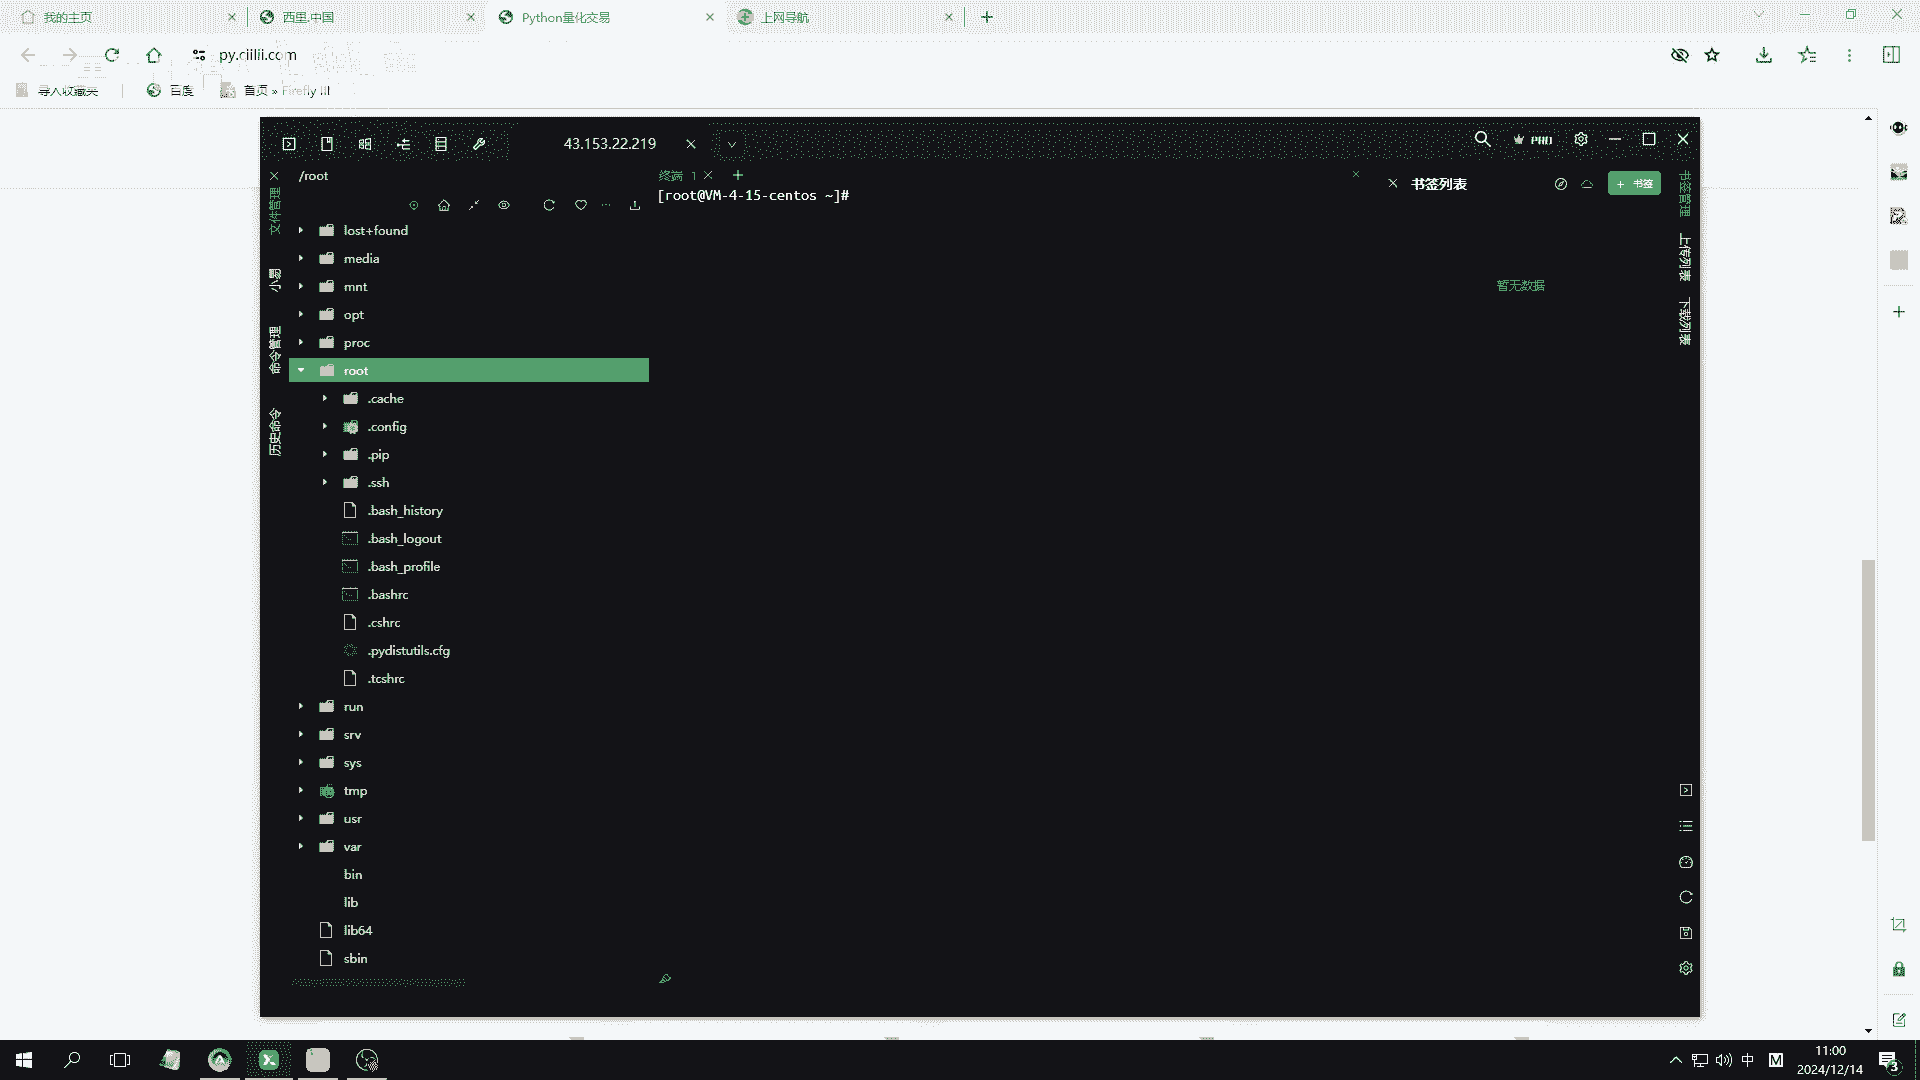 我的主页
西里.中国
Python量化交易
上网导航
py.ciilii.com
导入收藏夹
百度
首页 » Firefly III
43.153.22.219
PRO
/root
终端 1
[root@VM-4-15-centos ~]#
书签列表
+ 书签
暂无数据
文件管理
小易
命令管理
历史命令
书签管理
上传列表
下载列表
lost+found
media
mnt
opt
proc
root
.cache
.config
.pip
.ssh
.bash_history
.bash_logout
.bash_profile
.bashrc
.cshrc
.pydistutils.cfg
.tcshrc
run
srv
sys
tmp
usr
var
bin
lib
lib64
sbin
中
M
11:00
2024/12/14
3